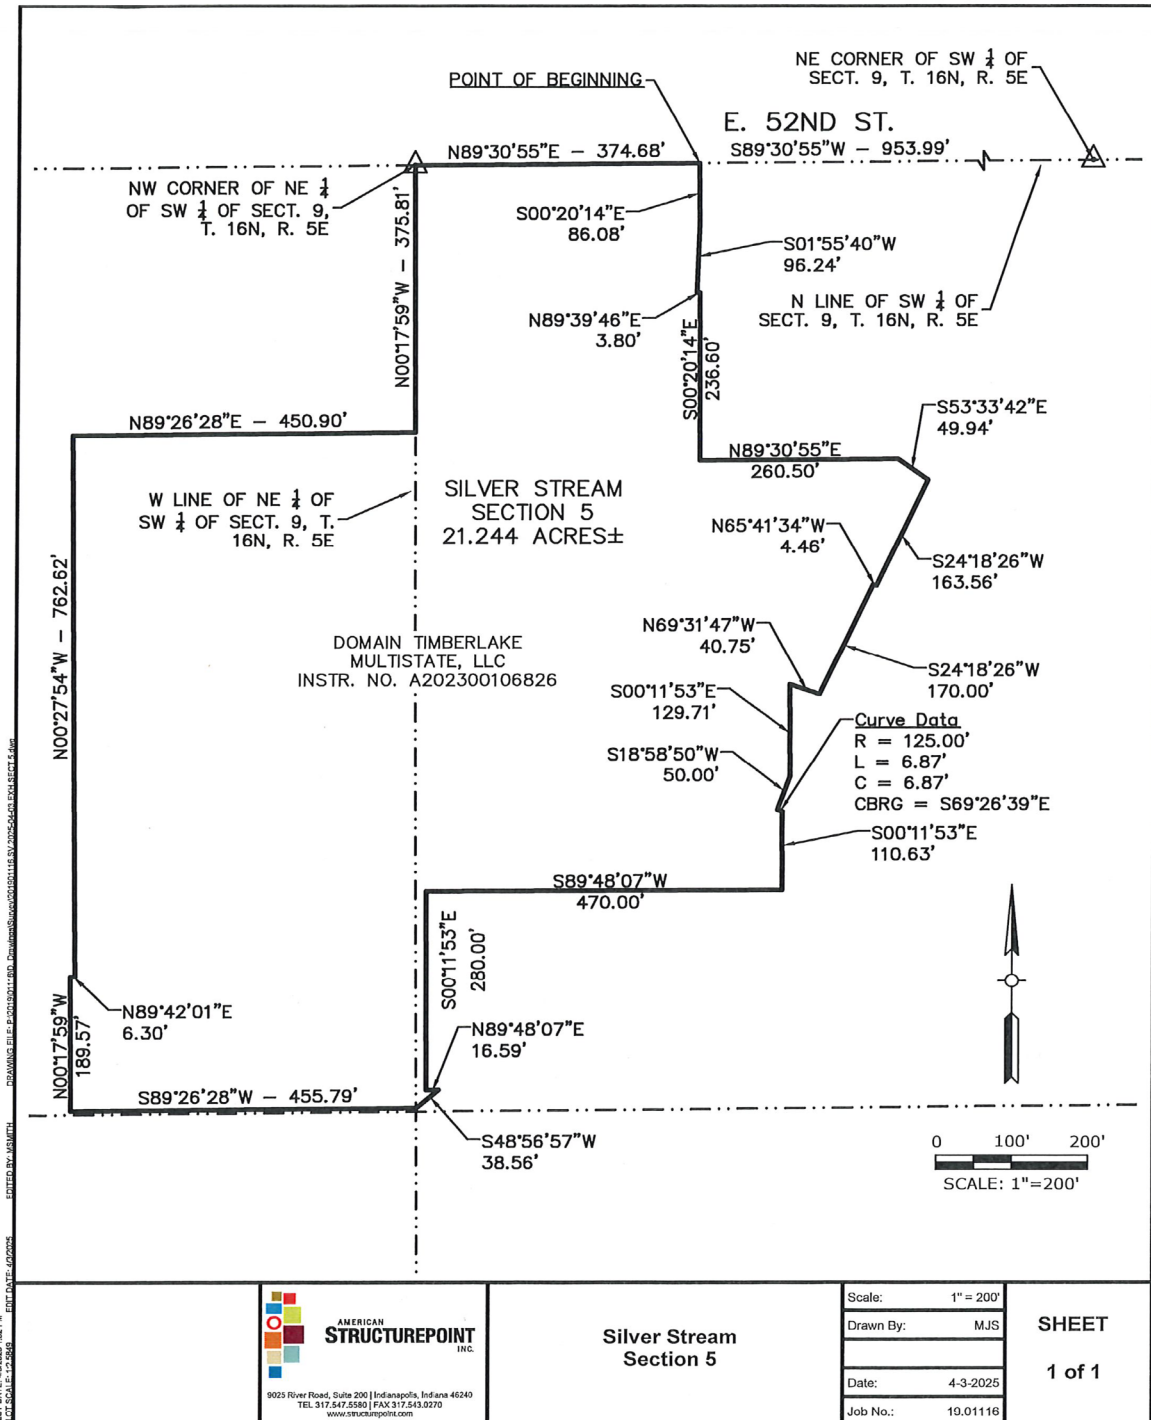 NE CORNER OF SW ¼ OF
SECT. 9, T. 16N, R. 5E
POINT OF BEGINNING
E. 52ND ST.
N89°30'55"E – 374.68'
S89°30'55"W – 953.99'
NW CORNER OF NE ¼
OF SW ¼ OF SECT. 9,
T. 16N, R. 5E
N00°17'59"W – 375.81'
S00°20'14"E
86.08'
S01°55'40"W
96.24'
N89°39'46"E
3.80'
N LINE OF SW ¼ OF
SECT. 9, T. 16N, R. 5E
S00°20'14"E
236.60'
N89°26'28"E – 450.90'
S53°33'42"E
49.94'
N89°30'55"E
260.50'
W LINE OF NE ¼ OF
SW ¼ OF SECT. 9, T.
16N, R. 5E
SILVER STREAM
SECTION 5
21.244 ACRES±
N65°41'34"W
4.46'
S24°18'26"W
163.56'
N00°27'54"W – 762.62'
DOMAIN TIMBERLAKE
MULTISTATE, LLC
INSTR. NO. A202300106826
N69°31'47"W
40.75'
S24°18'26"W
170.00'
S00°11'53"E
129.71'
Curve Data
R = 125.00'
L = 6.87'
C = 6.87'
CBRG = S69°26'39"E
S18°58'50"W
50.00'
S00°11'53"E
110.63'
S89°48'07"W
470.00'
S00°11'53"E
280.00'
N89°42'01"E
6.30'
N00°17'59"W
189.57'
N89°48'07"E
16.59'
S89°26'28"W – 455.79'
S48°56'57"W
38.56'
0 100' 200'
SCALE: 1"=200'
EDITED BY: MSMITH
EDIT DATE: 4/3/2025
AMERICAN
STRUCTUREPOINT
INC.
9025 River Road, Suite 200 | Indianapolis, Indiana 46240
TEL 317.547.5580 | FAX 317.543.0270
www.structurepoint.com
Silver Stream
Section 5
Scale: 1" = 200'
Drawn By: MJS
Date: 4-3-2025
Job No.: 19.01116
SHEET
1 of 1